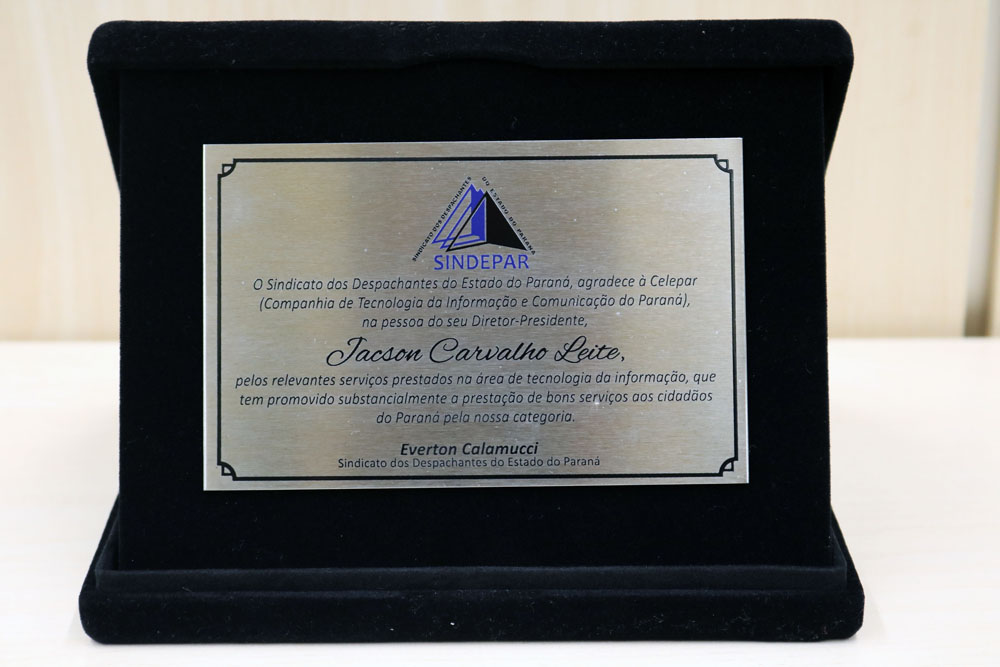 SINDICATO DOS DESPACHANTES DO ESTADO DO PARANÁ
SINDEPAR
O Sindicato dos Despachantes do Estado do Paraná, agradece à Celepar
(Companhia de Tecnologia da Informação e Comunicação do Paraná),
na pessoa do seu Diretor-Presidente,
Jacson Carvalho Leite,
pelos relevantes serviços prestados na área de tecnologia da informação, que
tem promovido substancialmente a prestação de bons serviços aos cidadãos
do Paraná pela nossa categoria.
Everton Calamucci
Sindicato dos Despachantes do Estado do Paraná